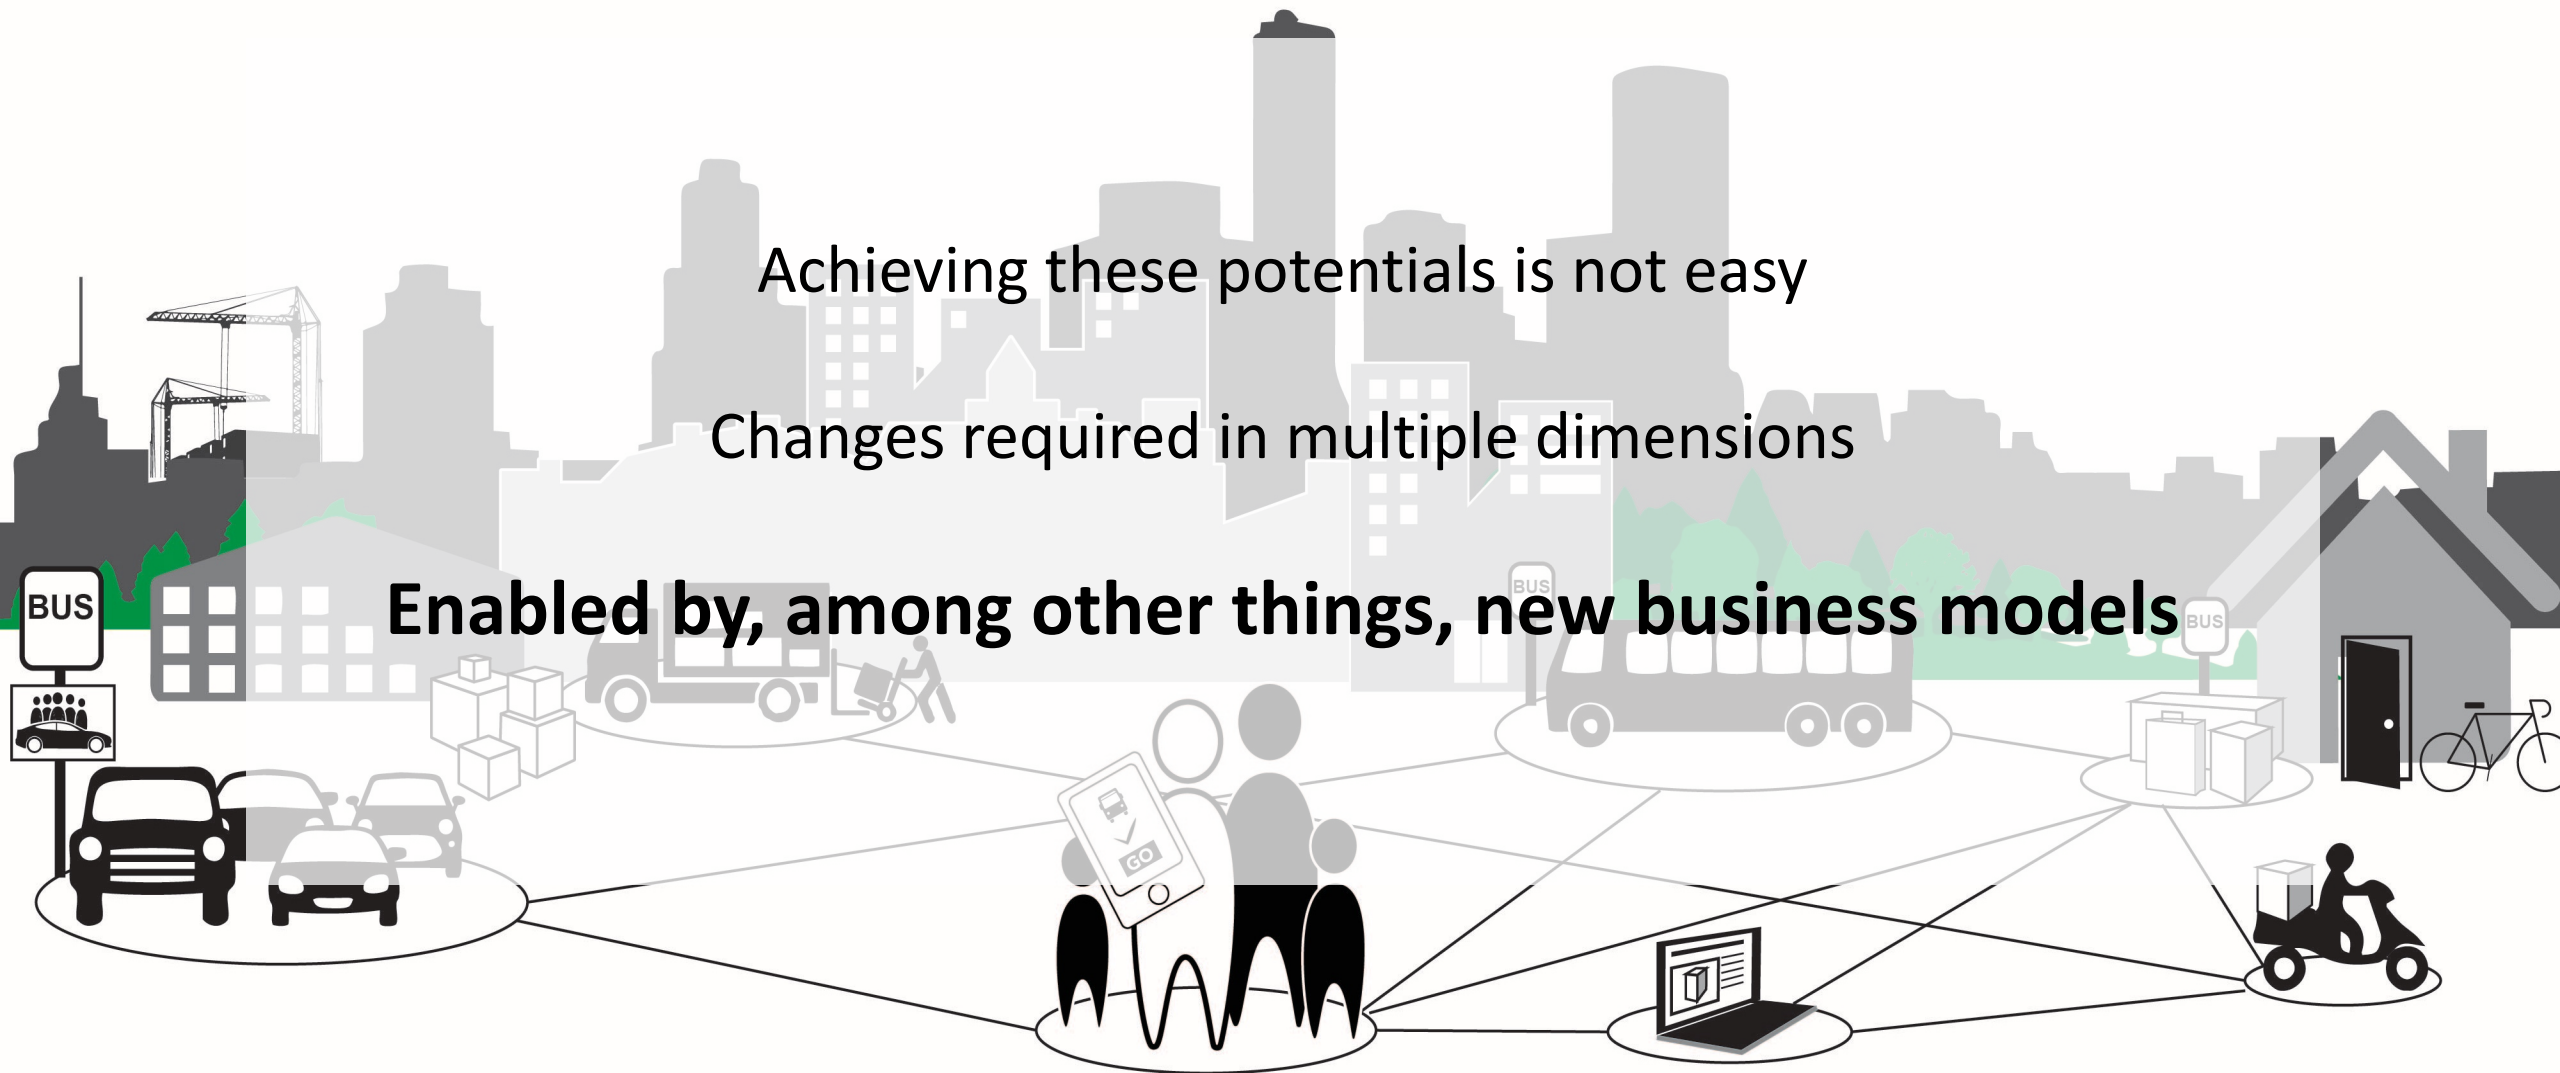 Achieving these potentials is not easy
Changes required in multiple dimensions
Enabled by, among other things, new business models
BUS
BUS
BUS
GO